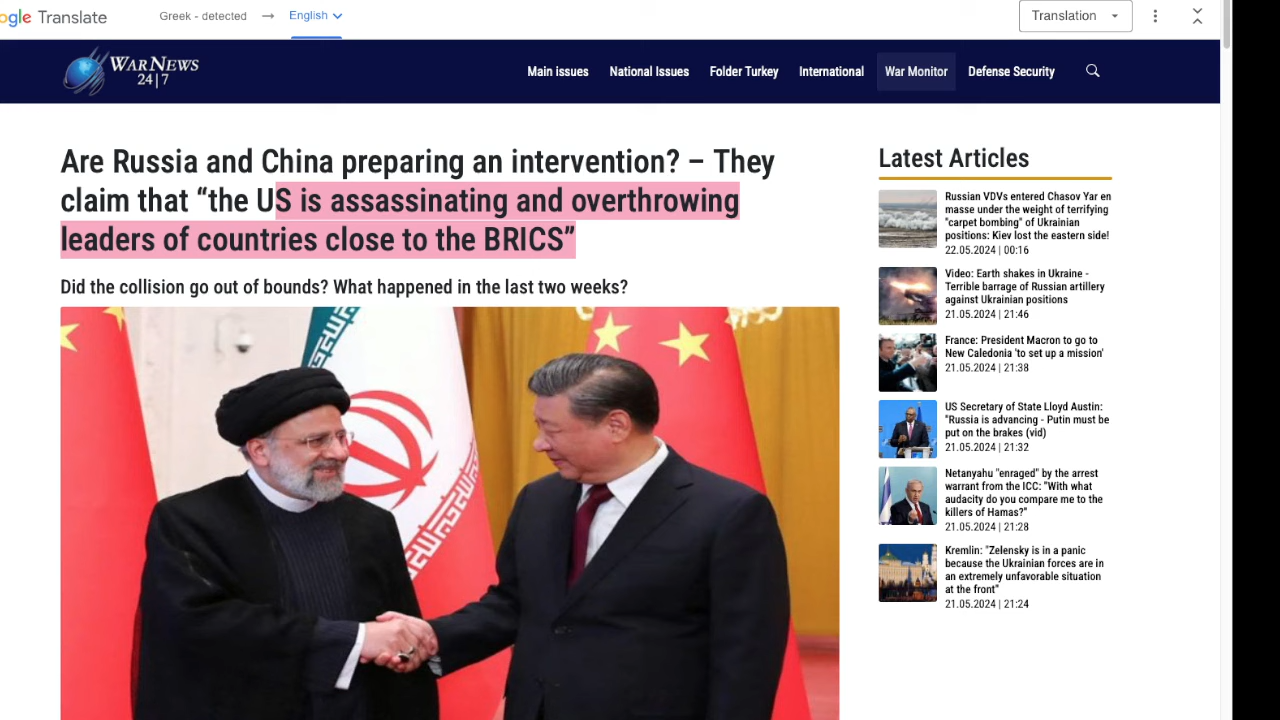 ogle Translate
Greek - detected
English
Translation
WARNEWS
24|7
Main issues
National Issues
Folder Turkey
International
War Monitor
Defense Security
Are Russia and China preparing an intervention? – They
claim that “the US is assassinating and overthrowing
leaders of countries close to the BRICS”
Did the collision go out of bounds? What happened in the last two weeks?
Latest Articles
Russian VDVs entered Chasov Yar en
masse under the weight of terrifying
"carpet bombing" of Ukrainian
positions: Kiev lost the eastern side!
22.05.2024 | 00:16
Video: Earth shakes in Ukraine -
Terrible barrage of Russian artillery
against Ukrainian positions
21.05.2024 | 21:46
France: President Macron to go to
New Caledonia 'to set up a mission'
21.05.2024 | 21:38
US Secretary of State Lloyd Austin:
"Russia is advancing - Putin must be
put on the brakes (vid)
21.05.2024 | 21:32
Netanyahu "enraged" by the arrest
warrant from the ICC: "With what
audacity do you compare me to the
killers of Hamas?"
21.05.2024 | 21:28
Kremlin: "Zelensky is in a panic
because the Ukrainian forces are in
an extremely unfavorable situation
at the front"
21.05.2024 | 21:24